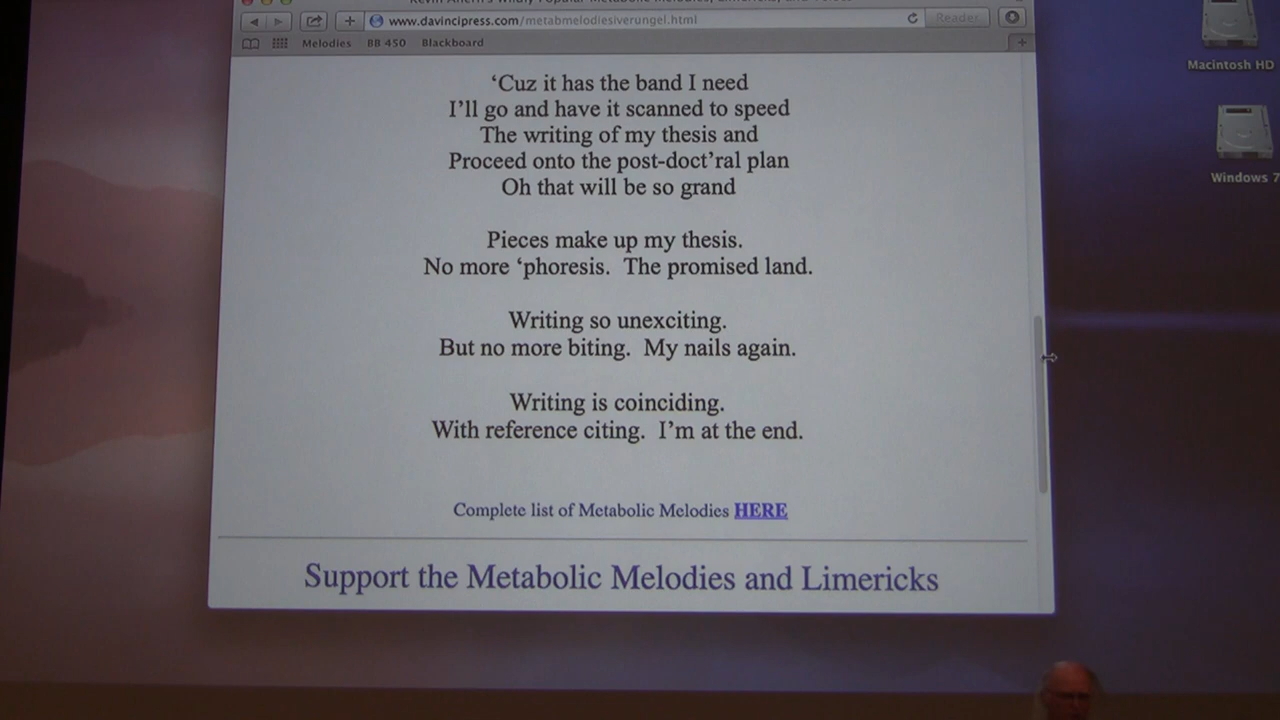 www.davincipress.com/metabmelodiesiverungel.html
Reader
Melodies BB 450 Blackboard
Macintosh HD
‘Cuz it has the band I need
I’ll go and have it scanned to speed
The writing of my thesis and
Proceed onto the post-doct’ral plan
Oh that will be so grand
Windows 7
Pieces make up my thesis.
No more ‘phoresis. The promised land.
Writing so unexciting.
But no more biting. My nails again.
Writing is coinciding.
With reference citing. I’m at the end.
Complete list of Metabolic Melodies HERE
Support the Metabolic Melodies and Limericks